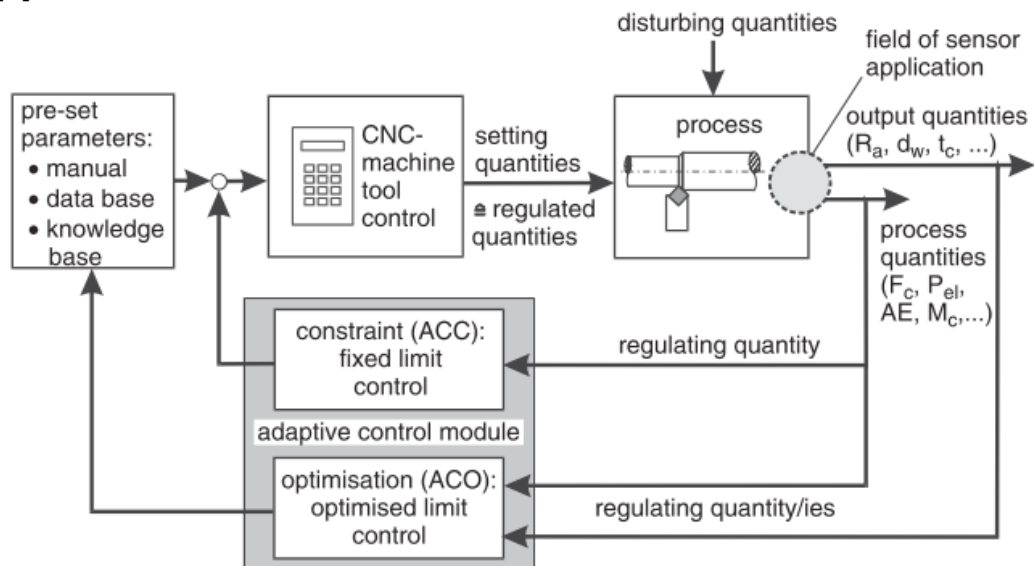 disturbing quantities
field of sensor
application
pre-set
parameters:
• manual
• data base
• knowledge
base
CNC-
machine
tool
control
setting
quantities
≙ regulated
quantities
process
output quantities
(Ra, dw, tc, ...)
process
quantities
(Fc, Pel,
AE, Mc,...)
constraint (ACC):
fixed limit
control
regulating quantity
adaptive control module
optimisation (ACO):
optimised limit
control
regulating quantity/ies